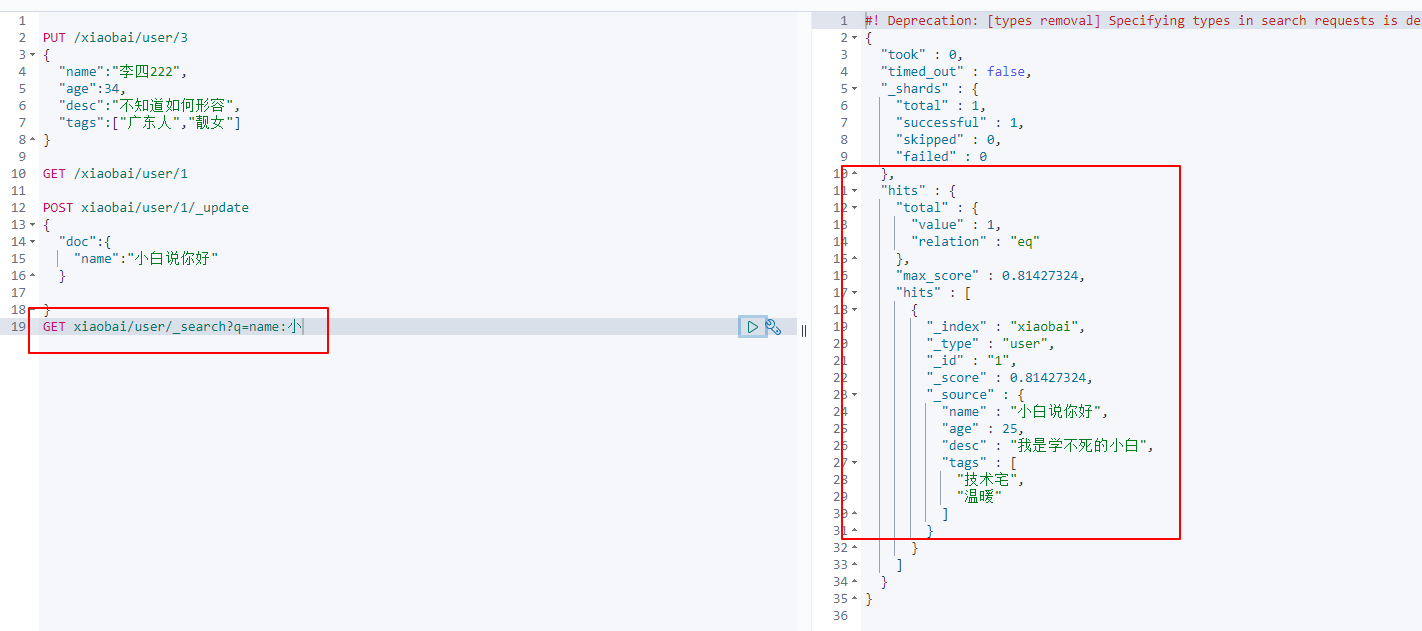 1
2 PUT /xiaobai/user/3
3 {
4 "name":"李四222",
5 "age":34,
6 "desc":"不知道如何形容",
7 "tags":["广东人","靓女"]
8 }
9
10 GET /xiaobai/user/1
11
12 POST xiaobai/user/1/_update
13 {
14 "doc":{
15 "name":"小白说你好"
16 }
17
18 }
19 GET xiaobai/user/_search?q=name:小
1 #! Deprecation: [types removal] Specifying types in search requests is de
2 {
3 "took" : 0,
4 "timed_out" : false,
5 "_shards" : {
6 "total" : 1,
7 "successful" : 1,
8 "skipped" : 0,
9 "failed" : 0
10 },
11 "hits" : {
12 "total" : {
13 "value" : 1,
14 "relation" : "eq"
15 },
16 "max_score" : 0.81427324,
17 "hits" : [
18 {
19 "_index" : "xiaobai",
20 "_type" : "user",
21 "_id" : "1",
22 "_score" : 0.81427324,
23 "_source" : {
24 "name" : "小白说你好",
25 "age" : 25,
26 "desc" : "我是学不死的小白",
27 "tags" : [
28 "技术宅",
29 "温暖"
30 ]
31 }
32 }
33 ]
34 }
35 }
36